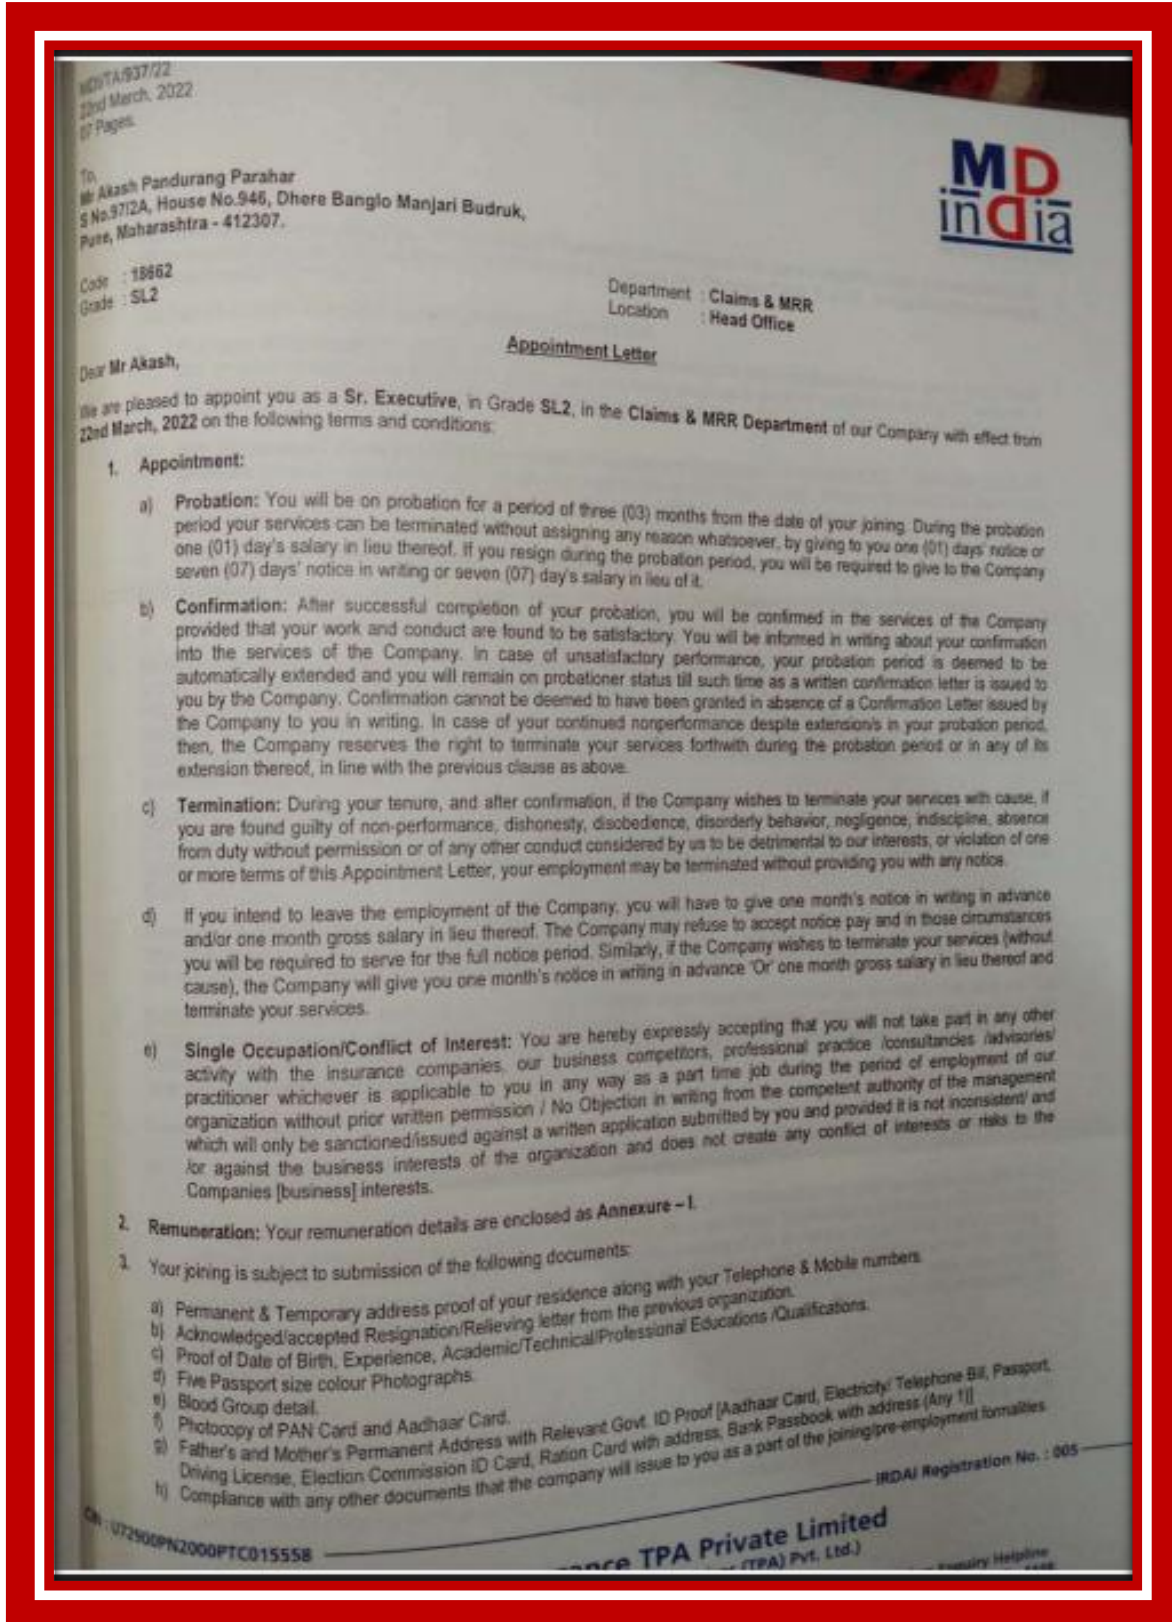 MDI/TA/937/22
22nd March, 2022
07 Pages.
MD
india
To,
Mr Akash Pandurang Parahar
S No.97/2A, House No.946, Dhere Banglo Manjari Budruk,
Pune, Maharashtra - 412307.
Code : 18662
Grade : SL2
Department : Claims & MRR
Location : Head Office
Appointment Letter
Dear Mr Akash,
We are pleased to appoint you as a Sr. Executive, in Grade SL2, in the Claims & MRR Department of our Company with effect from
22nd March, 2022 on the following terms and conditions:
1. Appointment:
a) Probation: You will be on probation for a period of three (03) months from the date of your joining. During the probation
period your services can be terminated without assigning any reason whatsoever, by giving to you one (01) days' notice or
one (01) day's salary in lieu thereof. If you resign during the probation period, you will be required to give to the Company
seven (07) days' notice in writing or seven (07) day's salary in lieu of it.
b) Confirmation: After successful completion of your probation, you will be confirmed in the services of the Company
provided that your work and conduct are found to be satisfactory. You will be informed in writing about your confirmation
into the services of the Company. In case of unsatisfactory performance, your probation period is deemed to be
automatically extended and you will remain on probationer status till such time as a written confirmation letter is issued to
you by the Company. Confirmation cannot be deemed to have been granted in absence of a Confirmation Letter issued by
the Company to you in writing. In case of your continued nonperformance despite extension/s in your probation period,
then, the Company reserves the right to terminate your services forthwith during the probation period or in any of its
extension thereof, in line with the previous clause as above.
c) Termination: During your tenure, and after confirmation, if the Company wishes to terminate your services with cause, if
you are found guilty of non-performance, dishonesty, disobedience, disorderly behavior, negligence, indiscipline, absence
from duty without permission or of any other conduct considered by us to be detrimental to our interests, or violation of one
or more terms of this Appointment Letter, your employment may be terminated without providing you with any notice.
d) If you intend to leave the employment of the Company, you will have to give one month's notice in writing in advance
and/or one month gross salary in lieu thereof. The Company may refuse to accept notice pay and in those circumstances
you will be required to serve for the full notice period. Similarly, if the Company wishes to terminate your services (without
cause), the Company will give you one month's notice in writing in advance 'Or' one month gross salary in lieu thereof and
terminate your services.
e) Single Occupation/Conflict of Interest: You are hereby expressly accepting that you will not take part in any other
activity with the insurance companies, our business competitors, professional practice /consultancies /advisories/
practitioner whichever is applicable to you in any way as a part time job during the period of employment of our
organization without prior written permission / No Objection in writing from the competent authority of the management
which will only be sanctioned/issued against a written application submitted by you and provided it is not inconsistent/ and
/or against the business interests of the organization and does not create any conflict of interests or risks to the
Companies [business] interests.
2. Remuneration: Your remuneration details are enclosed as Annexure – I.
3. Your joining is subject to submission of the following documents:
a) Permanent & Temporary address proof of your residence along with your Telephone & Mobile numbers.
b) Acknowledged/accepted Resignation/Relieving letter from the previous organization.
c) Proof of Date of Birth, Experience, Academic/Technical/Professional Educations /Qualifications.
d) Five Passport size colour Photographs.
e) Blood Group detail.
f) Photocopy of PAN Card and Aadhaar Card.
g) Father's and Mother's Permanent Address with Relevant Govt. ID Proof [Aadhaar Card, Electricity/ Telephone Bill, Passport,
Driving License, Election Commission ID Card, Ration Card with address, Bank Passbook with address (Any 1)]
h) Compliance with any other documents that the company will issue to you as a part of the joining/pre-employment formalities.
IRDAI Registration No. : 005
CIN : U72900PN2000PTC015558
TPA Private Limited
(TPA) Pvt. Ltd.)
Enquiry Helpline